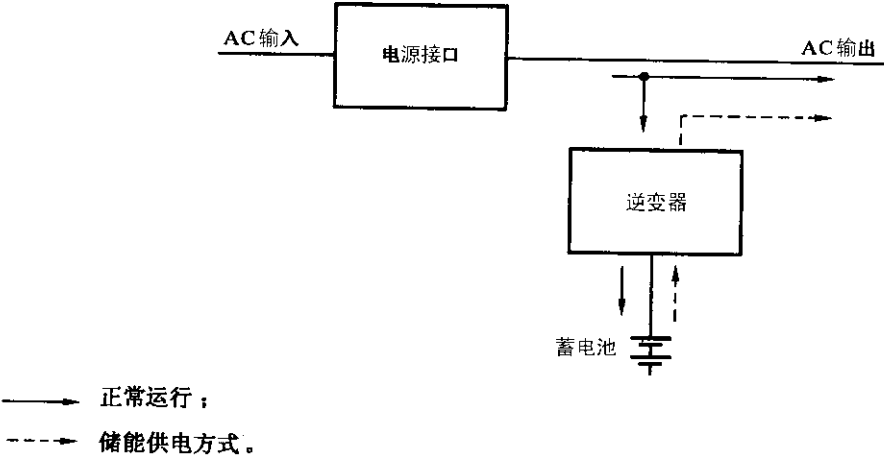 AC输入
电源接口
AC输出
逆变器
蓄电池
正常运行；
储能供电方式。